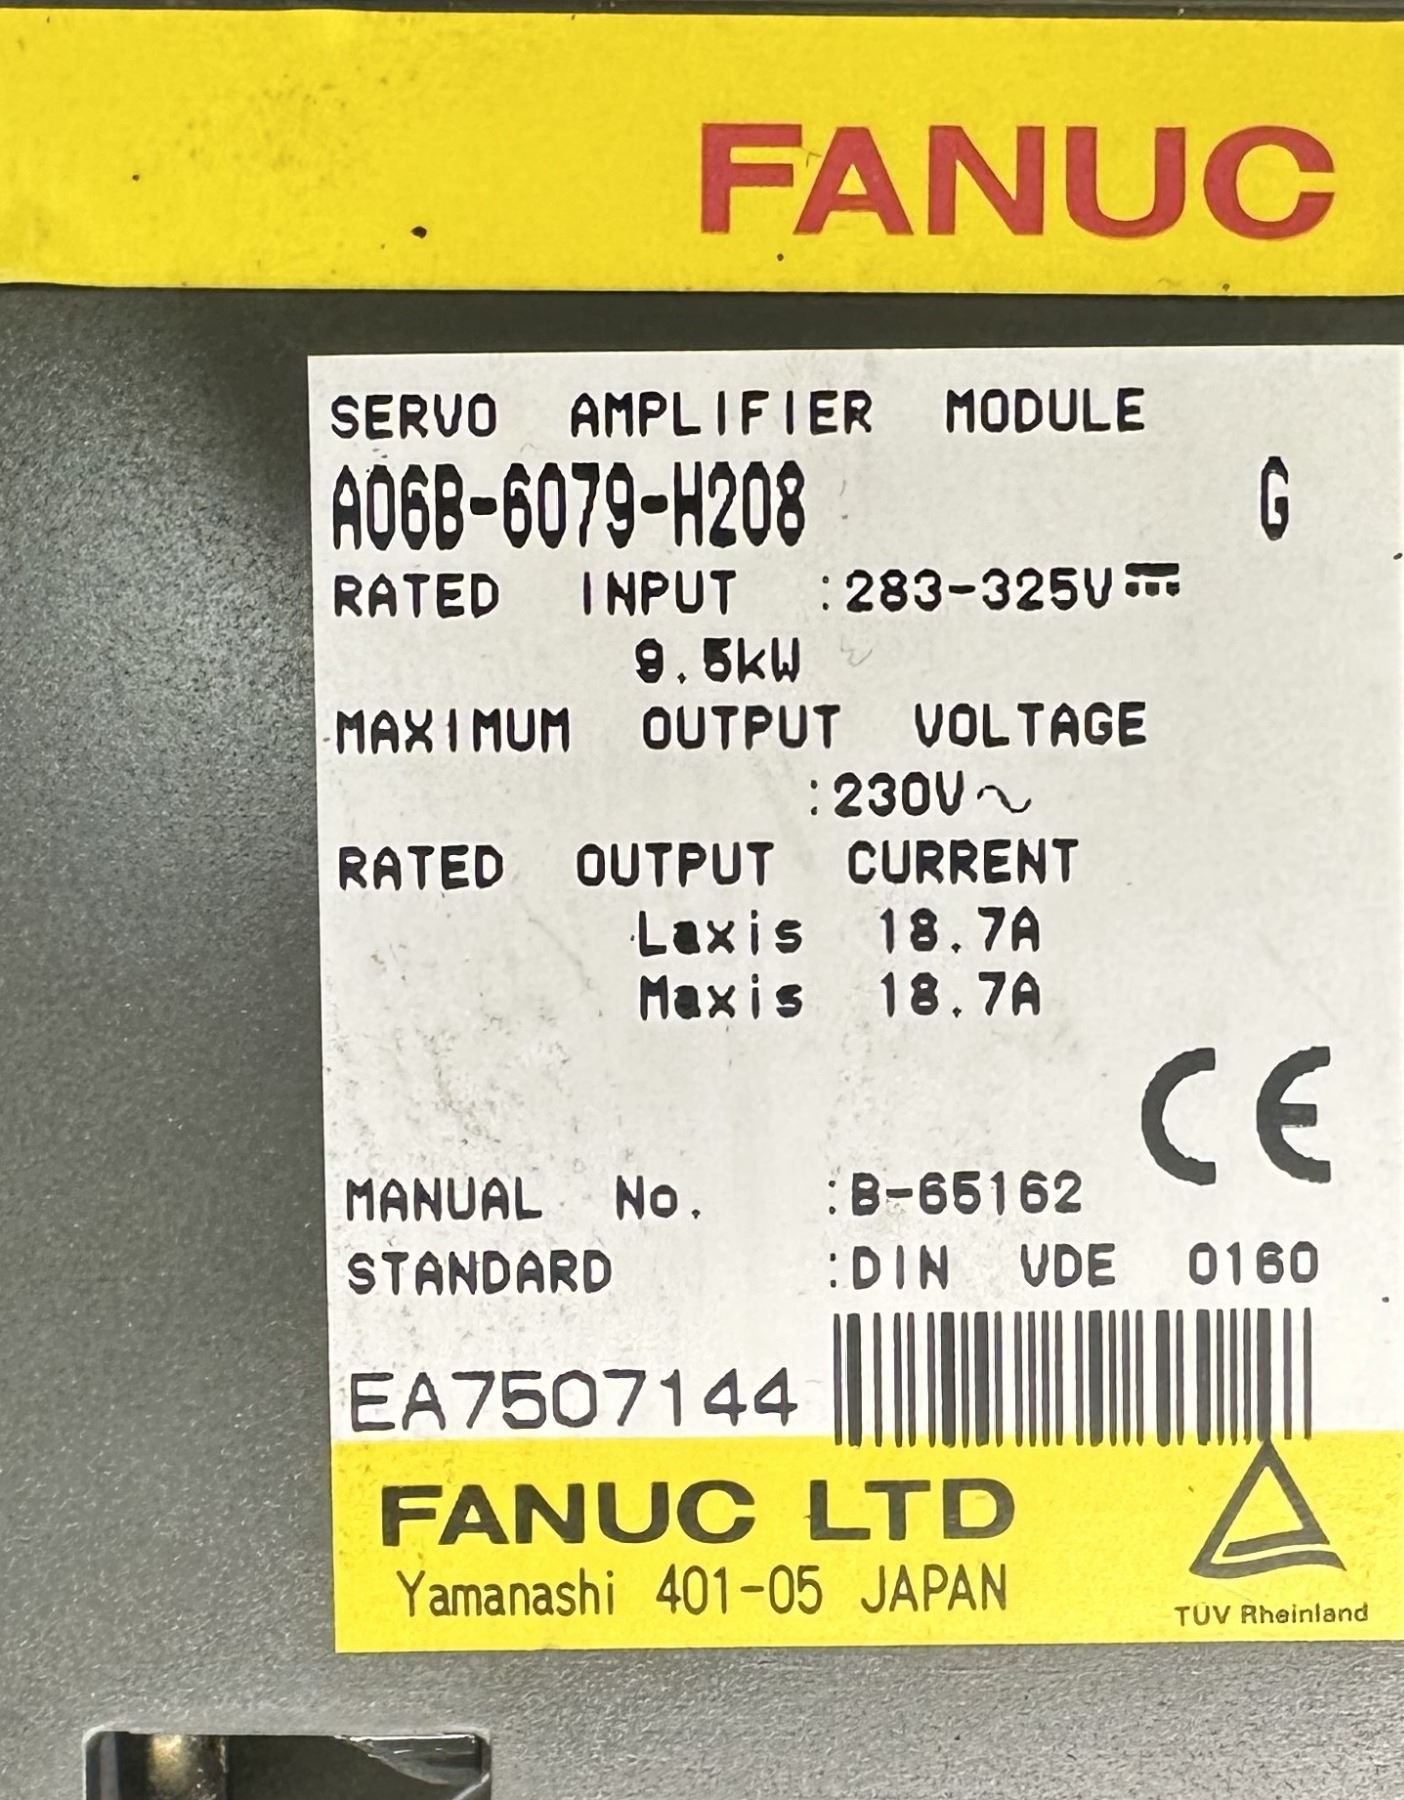 FANUC
SERVO AMPLIFIER MODULE
A06B-6079-H208 G
RATED INPUT :283-325V⎓
9.5kW
MAXIMUM OUTPUT VOLTAGE
:230V∿
RATED OUTPUT CURRENT
Laxis 18.7A
Maxis 18.7A
CE
MANUAL No. :B-65162
STANDARD :DIN VDE 0160
EA7507144
FANUC LTD
Yamanashi 401-05 JAPAN
TÜV Rheinland